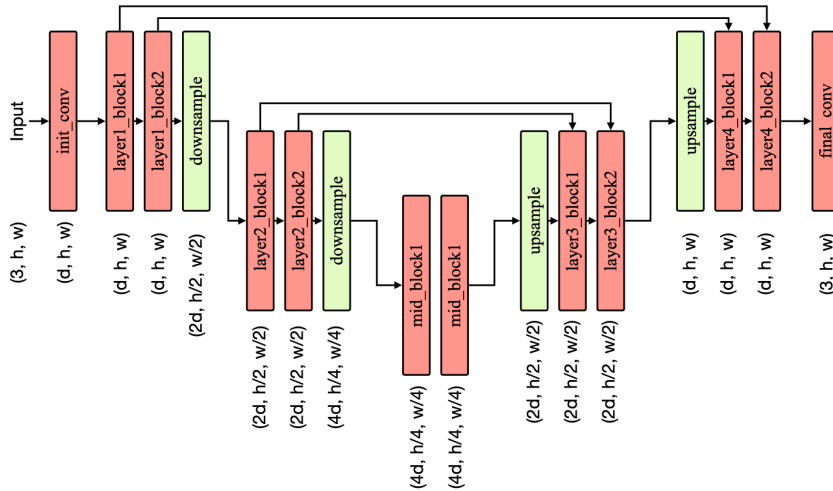 Input
(3, h, w)
init_conv
(d, h, w)
layer1_block1
(d, h, w)
layer1_block2
(d, h, w)
downsample
(2d, h/2, w/2)
layer2_block1
(2d, h/2, w/2)
layer2_block2
(2d, h/2, w/2)
downsample
(4d, h/4, w/4)
mid_block1
(4d, h/4, w/4)
mid_block1
(4d, h/4, w/4)
upsample
(2d, h/2, w/2)
layer3_block1
(2d, h/2, w/2)
layer3_block2
(2d, h/2, w/2)
upsample
(d, h, w)
layer4_block1
(d, h, w)
layer4_block2
(d, h, w)
final_conv
(3, h, w)